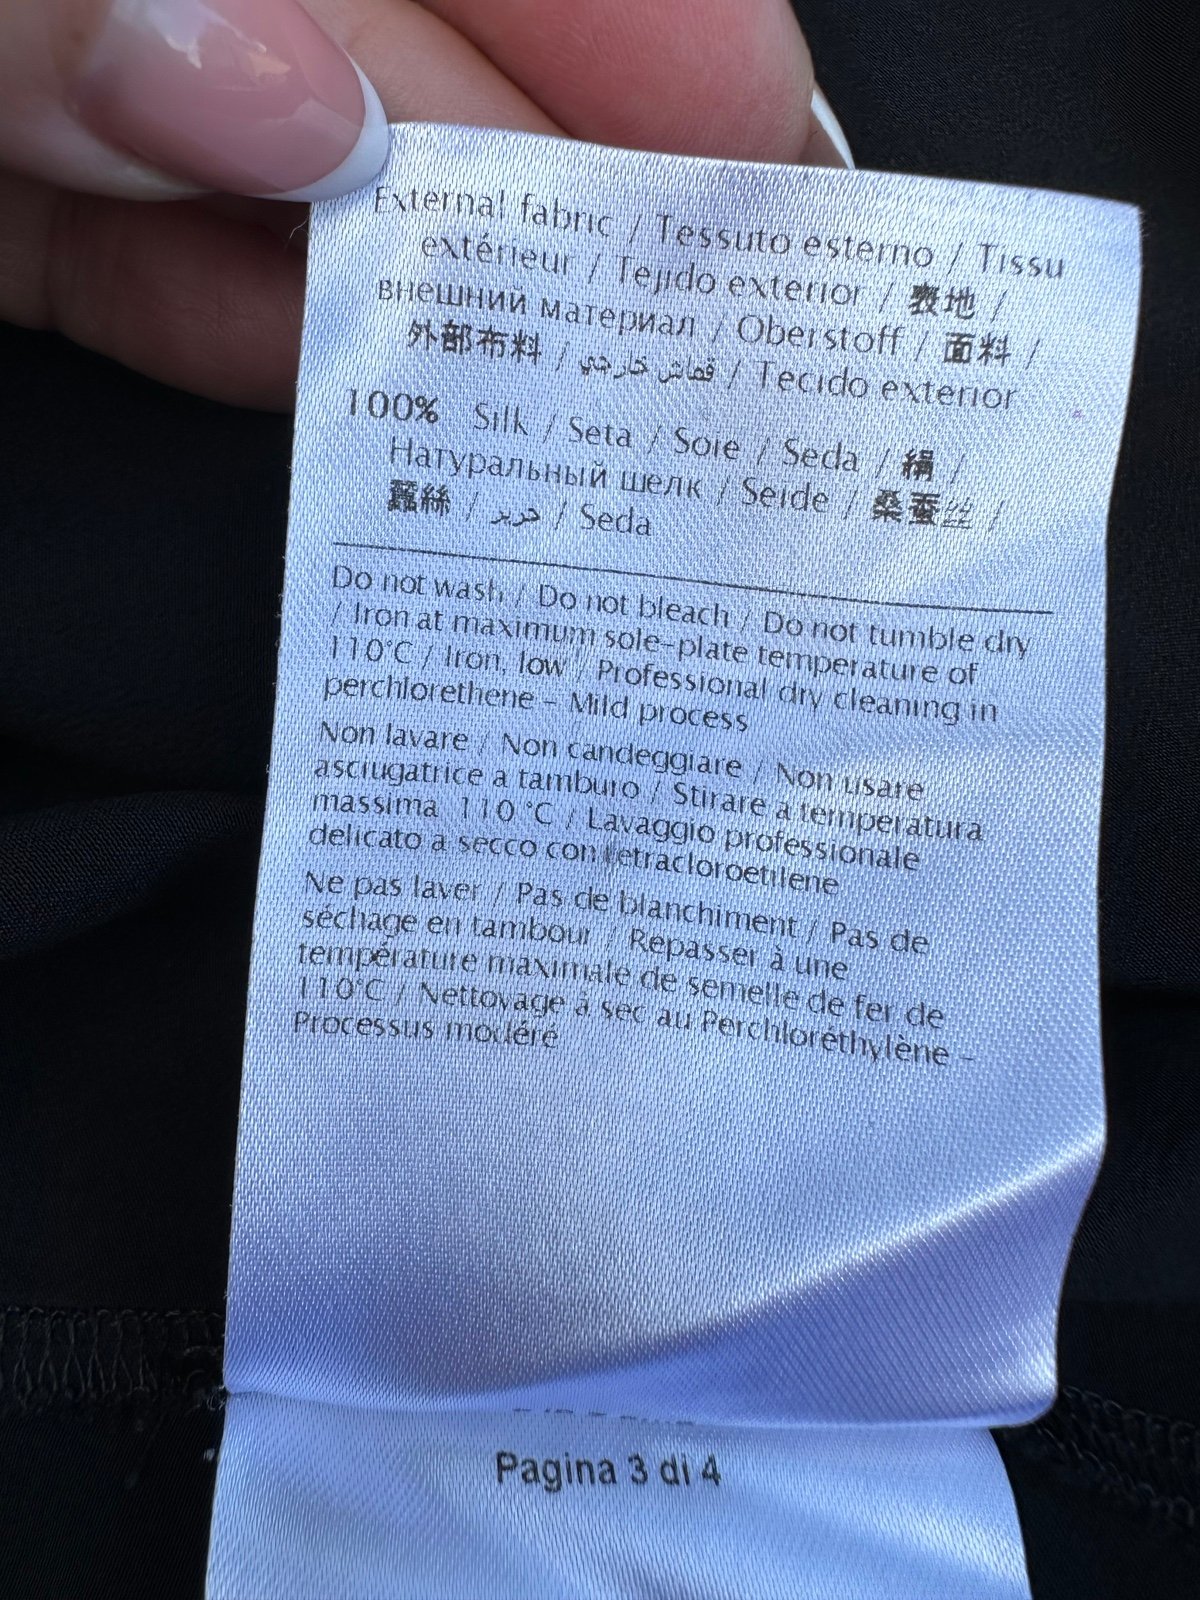 External fabric / Tessuto esterno / Tissu
extérieur / Tejido exterior / 表地 /
внешний материал / Oberstoff / 面料 /
外部布料 / قماش خارجي / Tecido exterior
100% Silk / Seta / Soie / Seda / 絹 /
Натуральный шелк / Seide / 桑蚕丝 /
蠶絲 / حرير / Seda
Do not wash / Do not bleach / Do not tumble dry
/ Iron at maximum sole-plate temperature of
110°C / Iron, low / Professional dry cleaning in
perchlorethene - Mild process
Non lavare / Non candeggiare / Non usare
asciugatrice a tamburo / Stirare a temperatura
massima 110 °C / Lavaggio professionale
delicato a secco con tetracloroetilene
Ne pas laver / Pas de blanchiment / Pas de
séchage en tambour / Repasser à une
température maximale de semelle de fer de
110°C / Nettoyage à sec au Perchloréthylène -
Processus modéré
Pagina 3 di 4